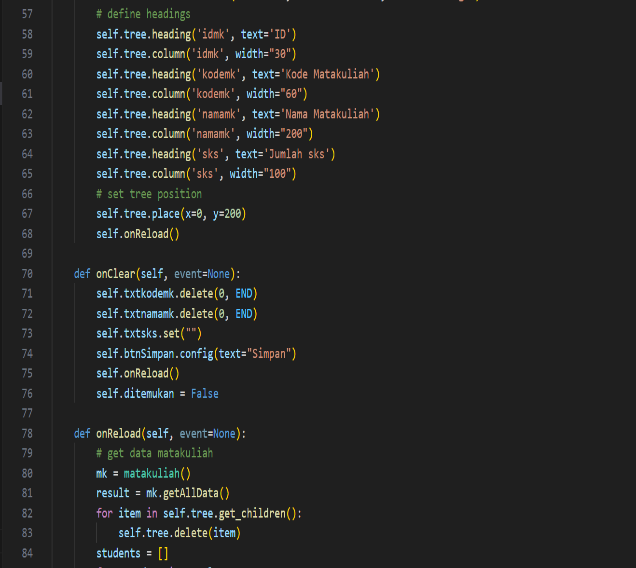 57 # define headings
58 self.tree.heading('idmk', text='ID')
59 self.tree.column('idmk', width="30")
60 self.tree.heading('kodemk', text='Kode Matakuliah')
61 self.tree.column('kodemk', width="60")
62 self.tree.heading('namamk', text='Nama Matakuliah')
63 self.tree.column('namamk', width="200")
64 self.tree.heading('sks', text='Jumlah sks')
65 self.tree.column('sks', width="100")
66 # set tree position
67 self.tree.place(x=0, y=200)
68 self.onReload()
69
70 def onClear(self, event=None):
71 self.txtkodemk.delete(0, END)
72 self.txtnamamk.delete(0, END)
73 self.txtsks.set("")
74 self.btnSimpan.config(text="Simpan")
75 self.onReload()
76 self.ditemukan = False
77
78 def onReload(self, event=None):
79 # get data matakuliah
80 mk = matakuliah()
81 result = mk.getAllData()
82 for item in self.tree.get_children():
83 self.tree.delete(item)
84 students = []